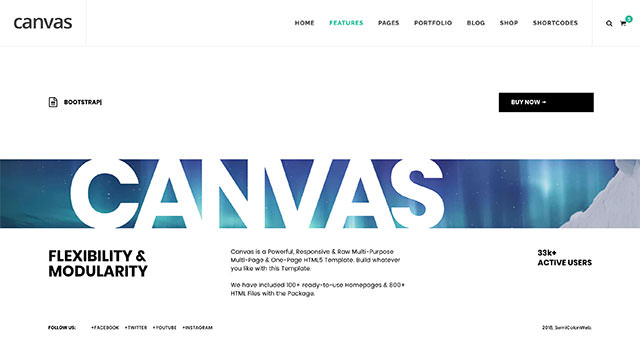 canvas
HOME FEATURES PAGES PORTFOLIO BLOG SHOP SHORTCODES
BOOTSTRAP|
BUY NOW →
CANVAS
FLEXIBILITY &
MODULARITY
Canvas is a Powerful, Responsive & Raw Multi-Purpose
Multi-Page & One-Page HTML5 Template. Build whatever
you like with this Template.
We have included 100+ ready-to-use Homepages & 800+
HTML Files with the Package.
33k+
ACTIVE USERS
FOLLOW US: +FACEBOOK +TWITTER +YOUTUBE +INSTAGRAM
2018, SemiColonWeb.